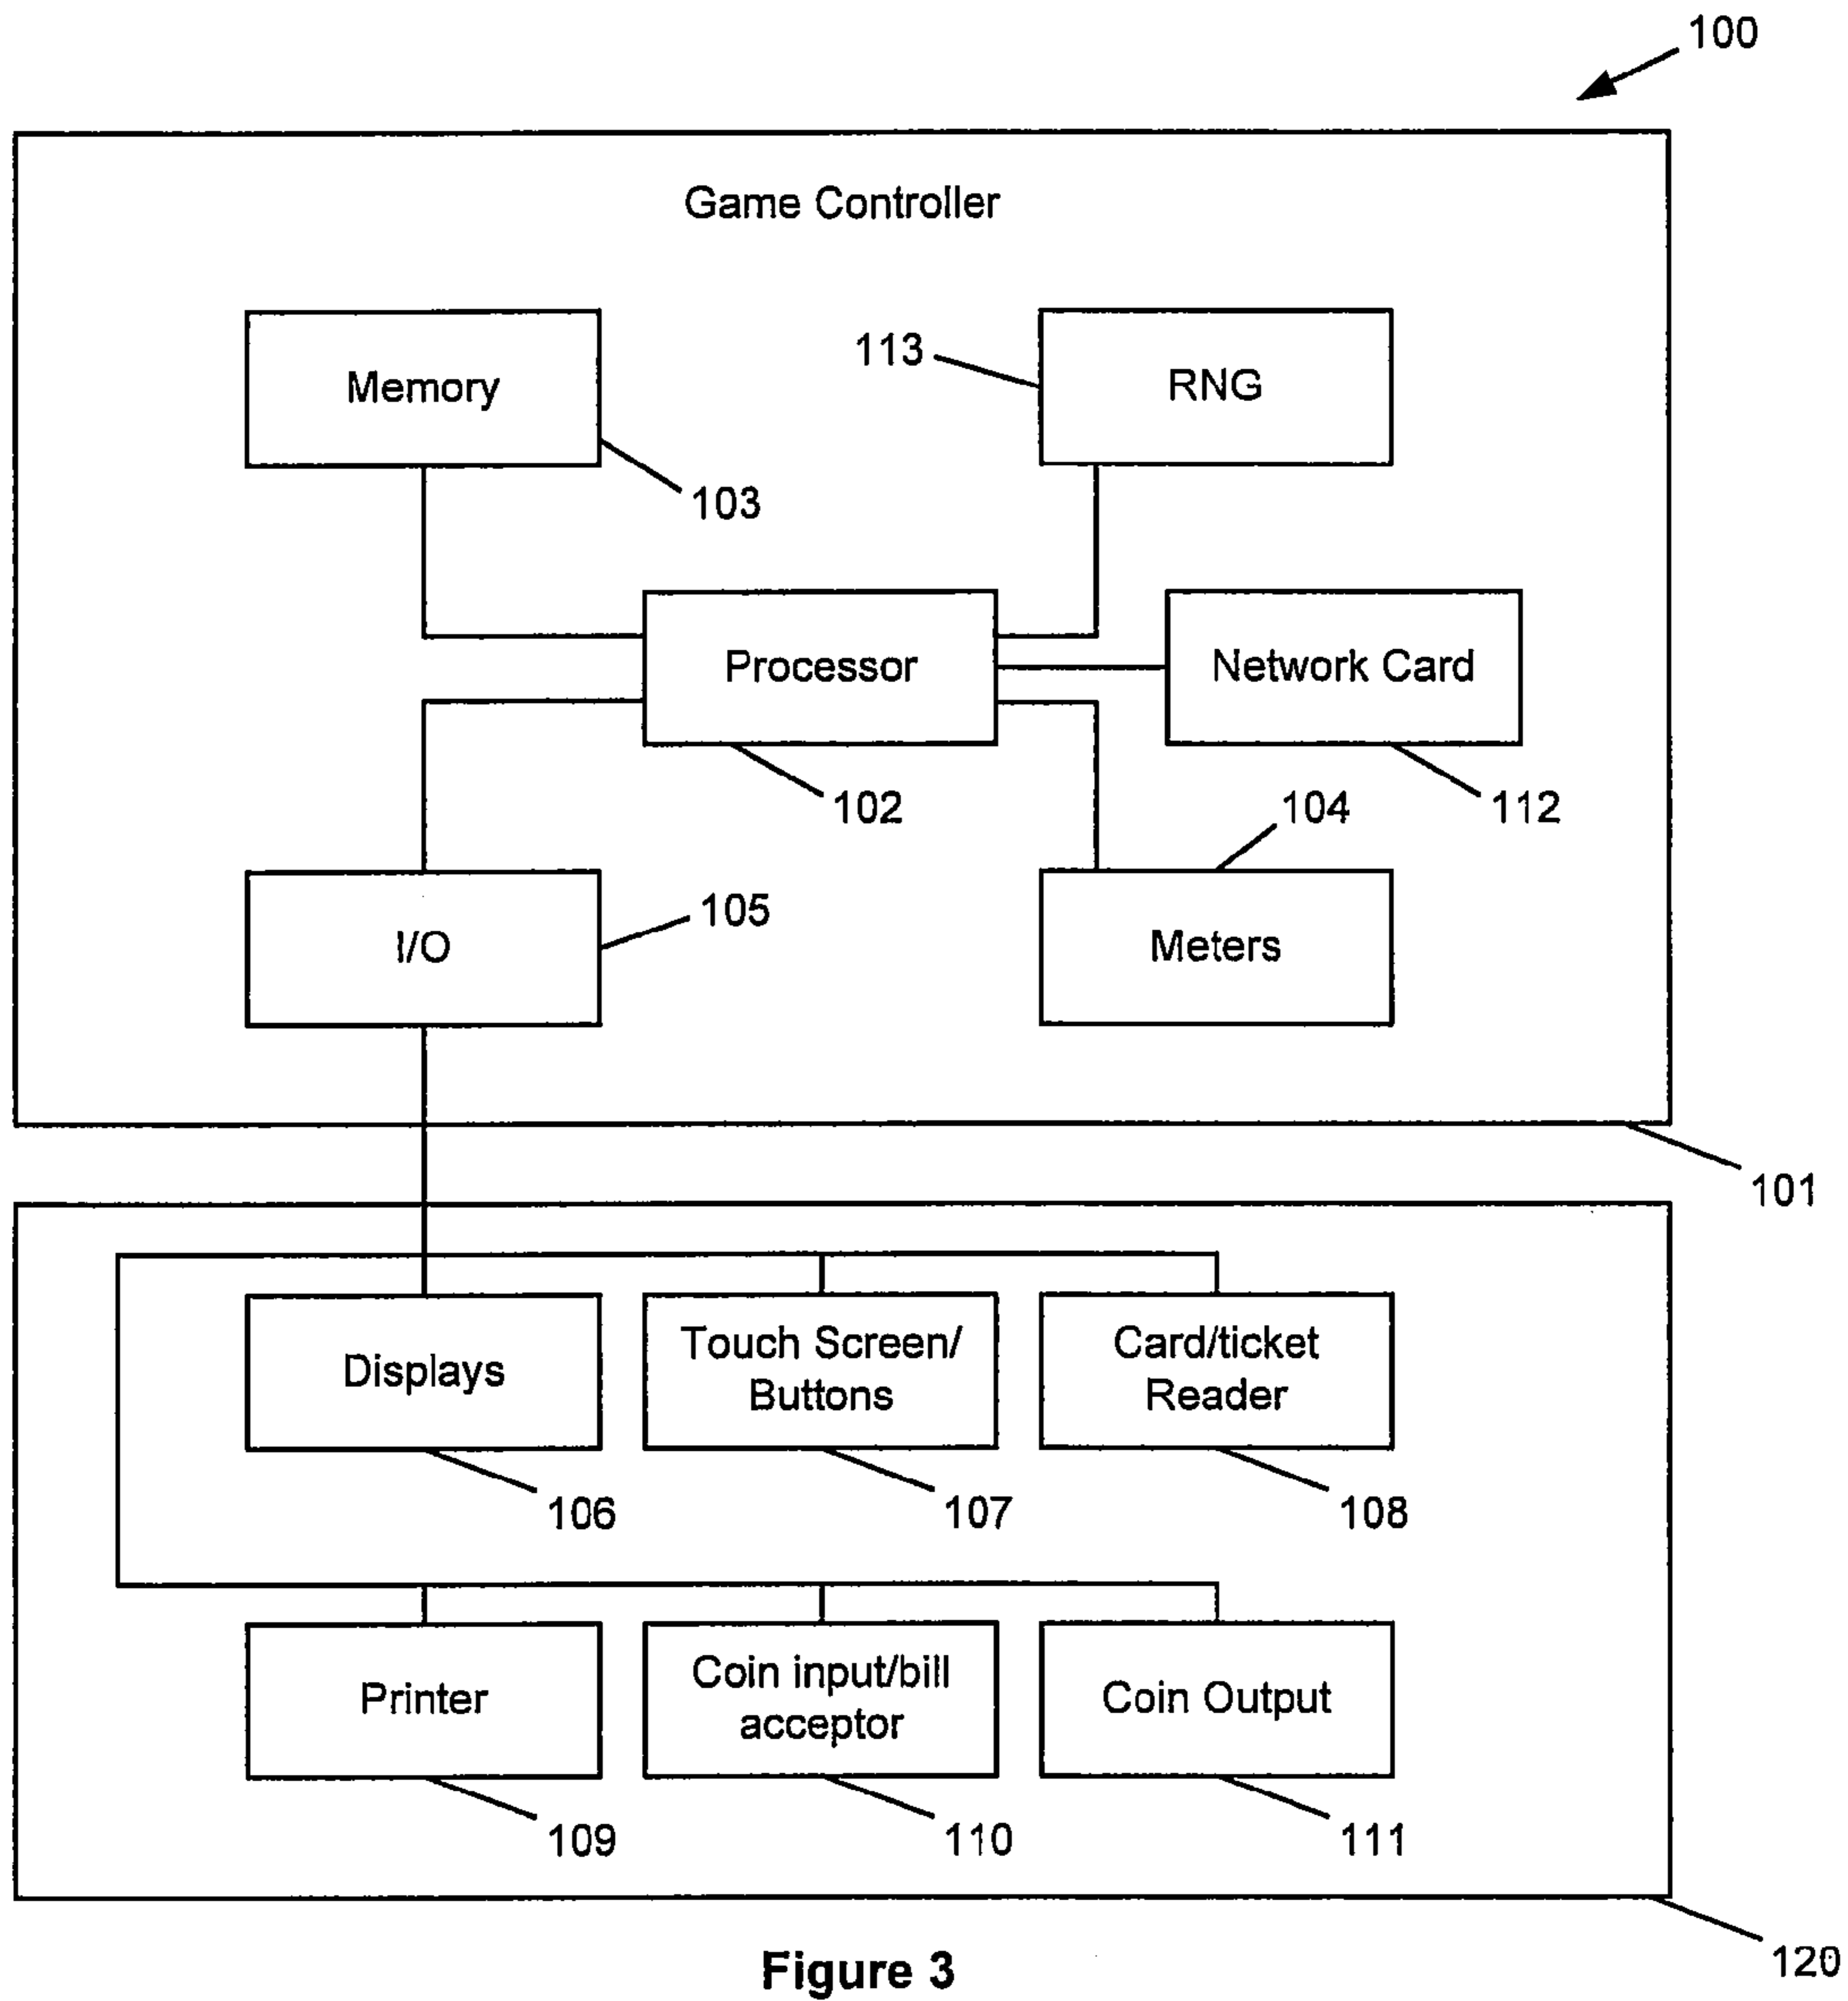 100
Game Controller
Memory
113
RNG
103
Processor
Network Card
102
104
112
I/O
105
Meters
101
Displays
Touch Screen/
Buttons
Card/ticket
Reader
106
107
108
Printer
Coin input/bill
acceptor
Coin Output
109
110
111
120
Figure 3